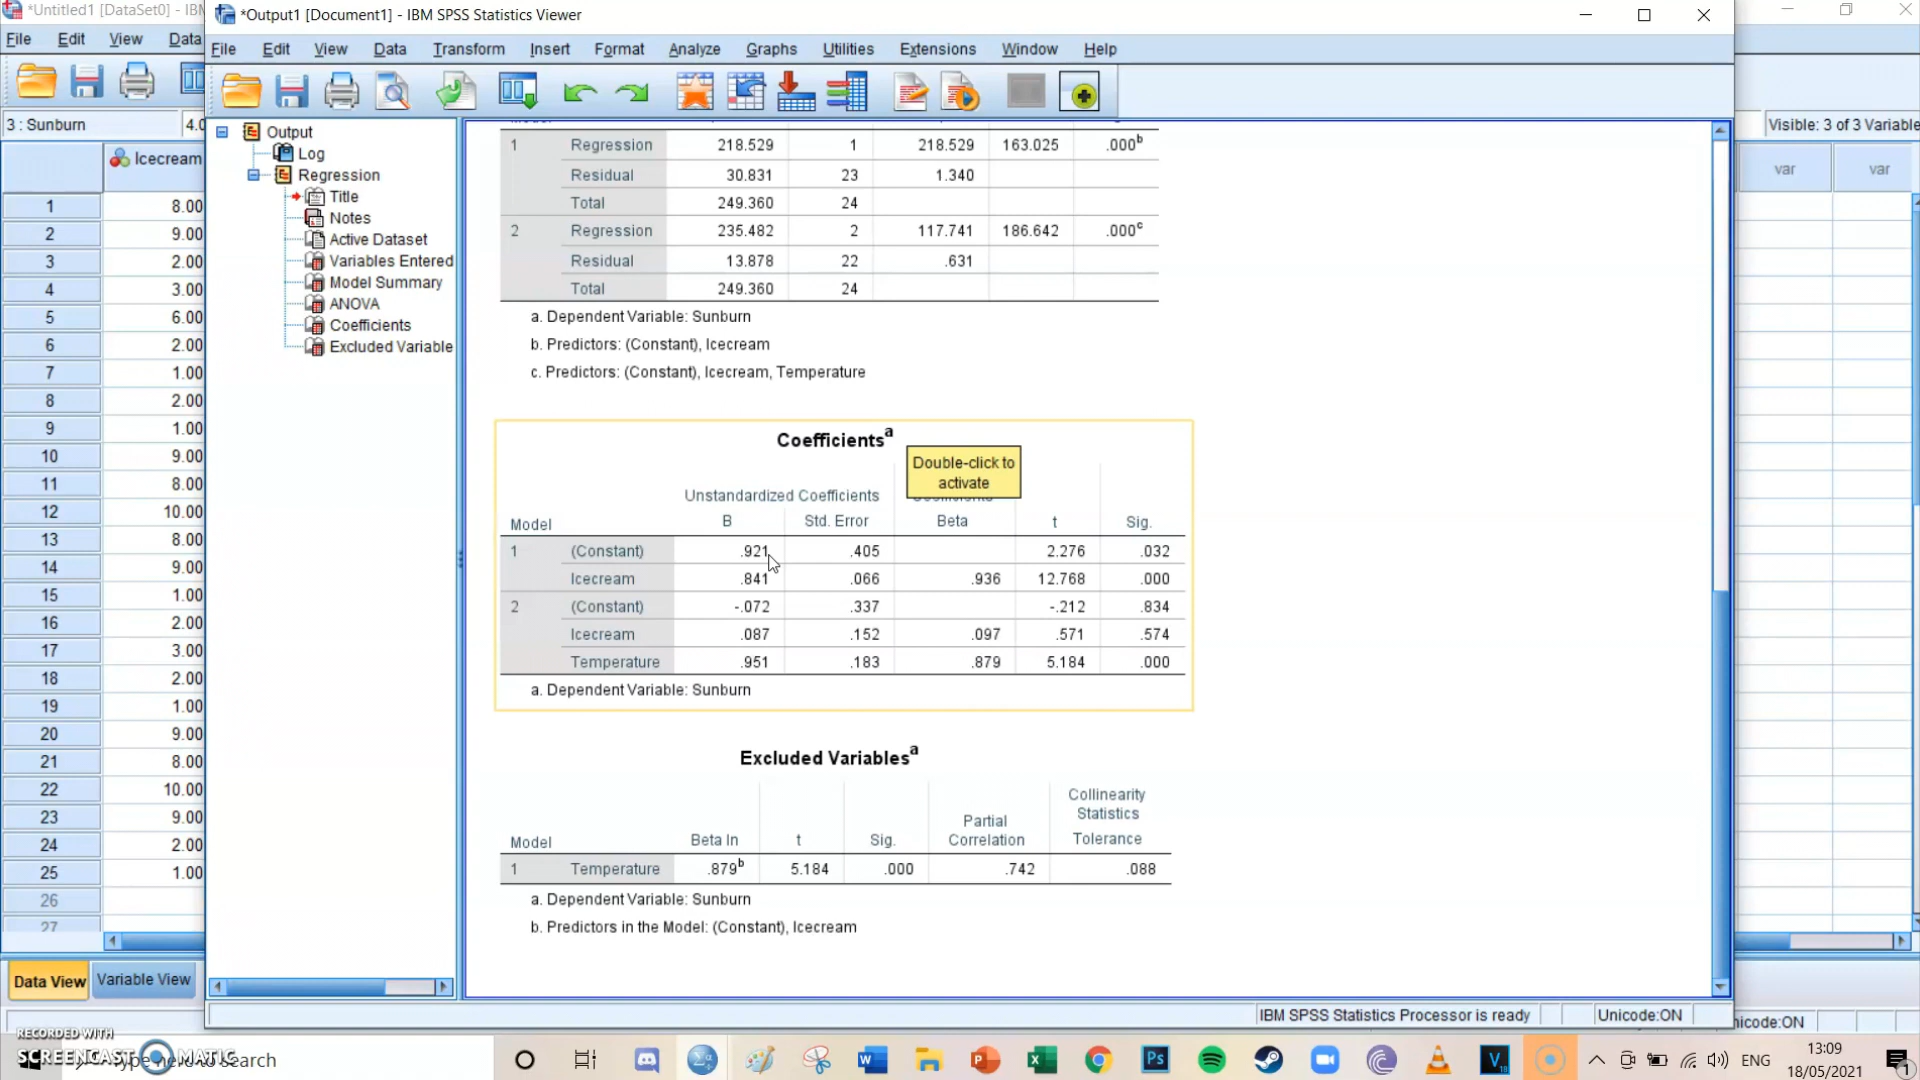 *Untitled1 [DataSet0] - IB
*Output1 [Document1] - IBM SPSS Statistics Viewer
File Edit View Data
File Edit View Data Transform Insert Format Analyze Graphs Utilities Extensions Window Help
3 : Sunburn 4.0
Visible: 3 of 3 Variable
Icecream
var var
1 8.00
2 9.00
3 2.00
4 3.00
5 6.00
6 2.00
7 1.00
8 2.00
9 1.00
10 9.00
11 8.00
12 10.00
13 8.00
14 9.00
15 1.00
16 2.00
17 3.00
18 2.00
19 1.00
20 9.00
21 8.00
22 10.00
23 9.00
24 2.00
25 1.00
26
27
Data View Variable View
Output
Log
Regression
Title
Notes
Active Dataset
Variables Entered
Model Summary
ANOVA
Coefficients
Excluded Variable
1 Regression 218.529 1 218.529 163.025 .000b
Residual 30.831 23 1.340
Total 249.360 24
2 Regression 235.482 2 117.741 186.642 .000c
Residual 13.878 22 .631
Total 249.360 24
a. Dependent Variable: Sunburn
b. Predictors: (Constant), Icecream
c. Predictors: (Constant), Icecream, Temperature
Coefficientsa
Double-click to
activate
Unstandardized Coefficients
Model B Std. Error Beta t Sig.
1 (Constant) .921 .405 2.276 .032
Icecream .841 .066 .936 12.768 .000
2 (Constant) -.072 .337 -.212 .834
Icecream .087 .152 .097 .571 .574
Temperature .951 .183 .879 5.184 .000
a. Dependent Variable: Sunburn
Excluded Variablesa
Collinearity
Statistics
Model Beta In t Sig. Partial
Correlation Tolerance
1 Temperature .879b 5.184 .000 .742 .088
a. Dependent Variable: Sunburn
b. Predictors in the Model: (Constant), Icecream
IBM SPSS Statistics Processor is ready Unicode:ON
nicode:ON
RECORDED WITH
SCREENCAST MATIC
Type here to search
ENG
13:09
18/05/2021